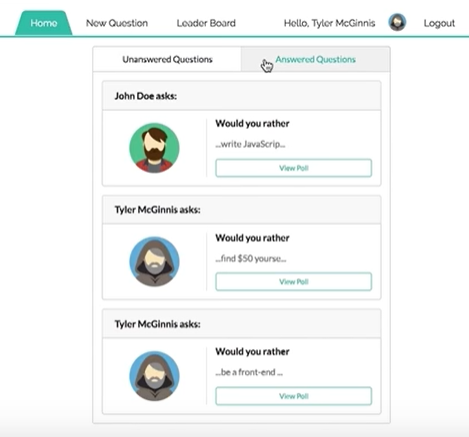 Home New Question Leader Board Hello, Tyler McGinnis Logout
Unanswered Questions Answered Questions
John Doe asks:
Would you rather
...write JavaScrip...
View Poll
Tyler McGinnis asks:
Would you rather
...find $50 yourse...
View Poll
Tyler McGinnis asks:
Would you rather
...be a front-end ...
View Poll